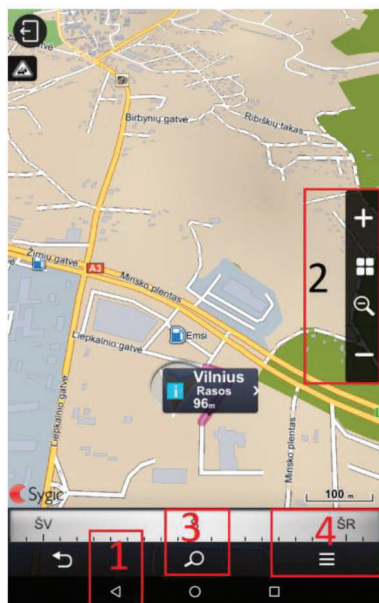 gatvė
Birbynių gatvė
Ribiškių takas
2
Žirnių gatvė
A3
Minsko plentas
Emsi
Liepkalnio gatvė
Vilnius
Rasos
96m
Liepkalnio gatvė
Minsko plentas
Sygic
100 m
ŠV
3
4
ŠR
1